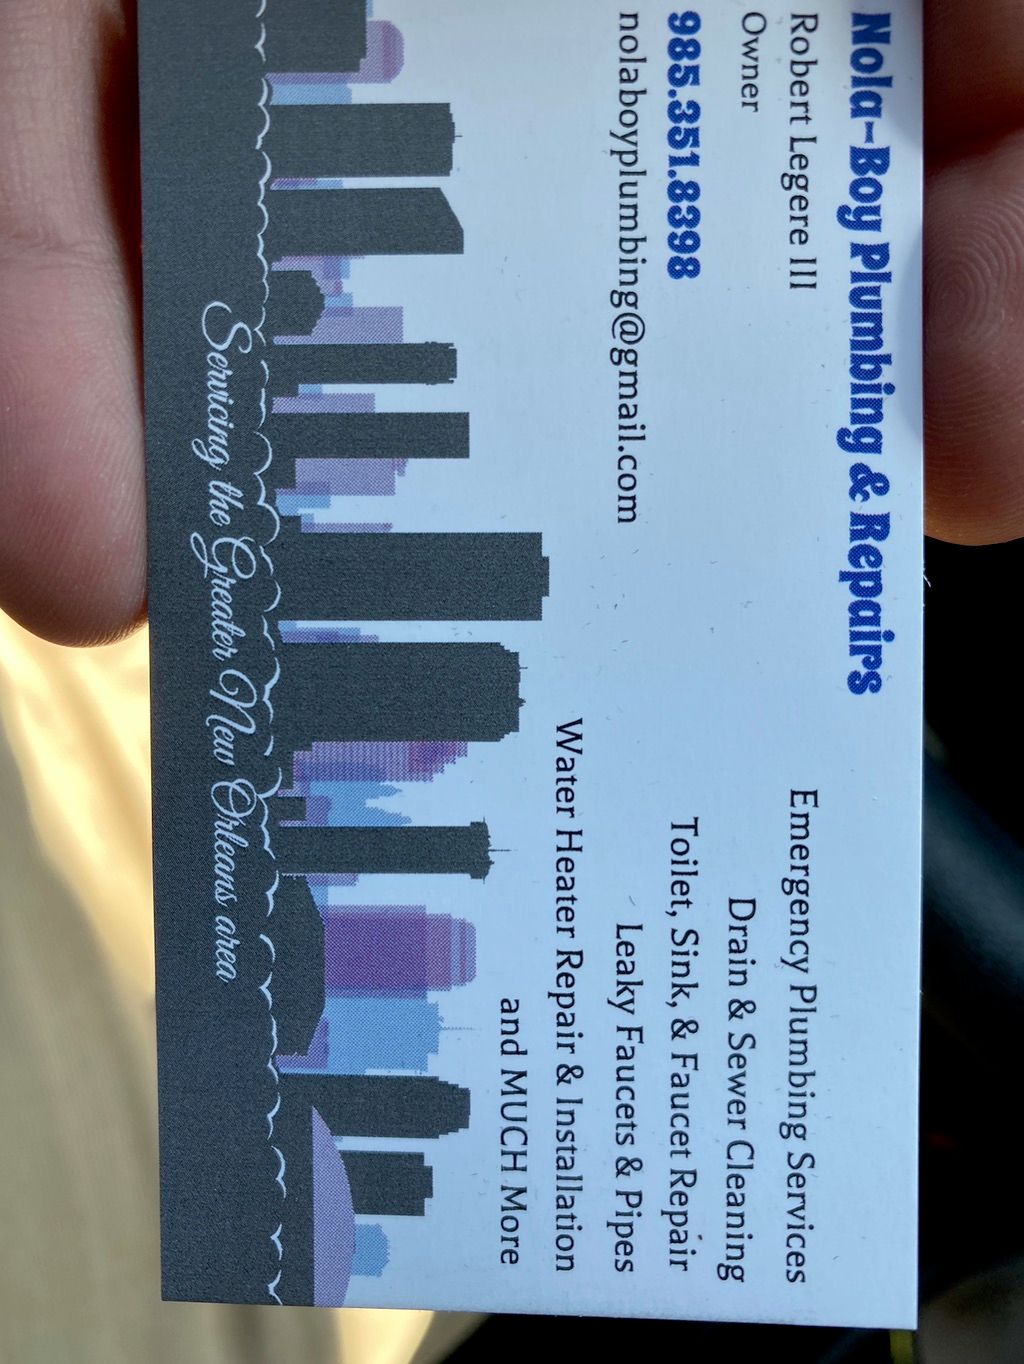 Nola-Boy Plumbing & Repairs
Robert Legere III
Owner
985.351.8398
nolaboyplumbing@gmail.com
Emergency Plumbing Services
Drain & Sewer Cleaning
Toilet, Sink, & Faucet Repair
Leaky Faucets & Pipes
Water Heater Repair & Installation
and MUCH More
Servicing the Greater New Orleans area